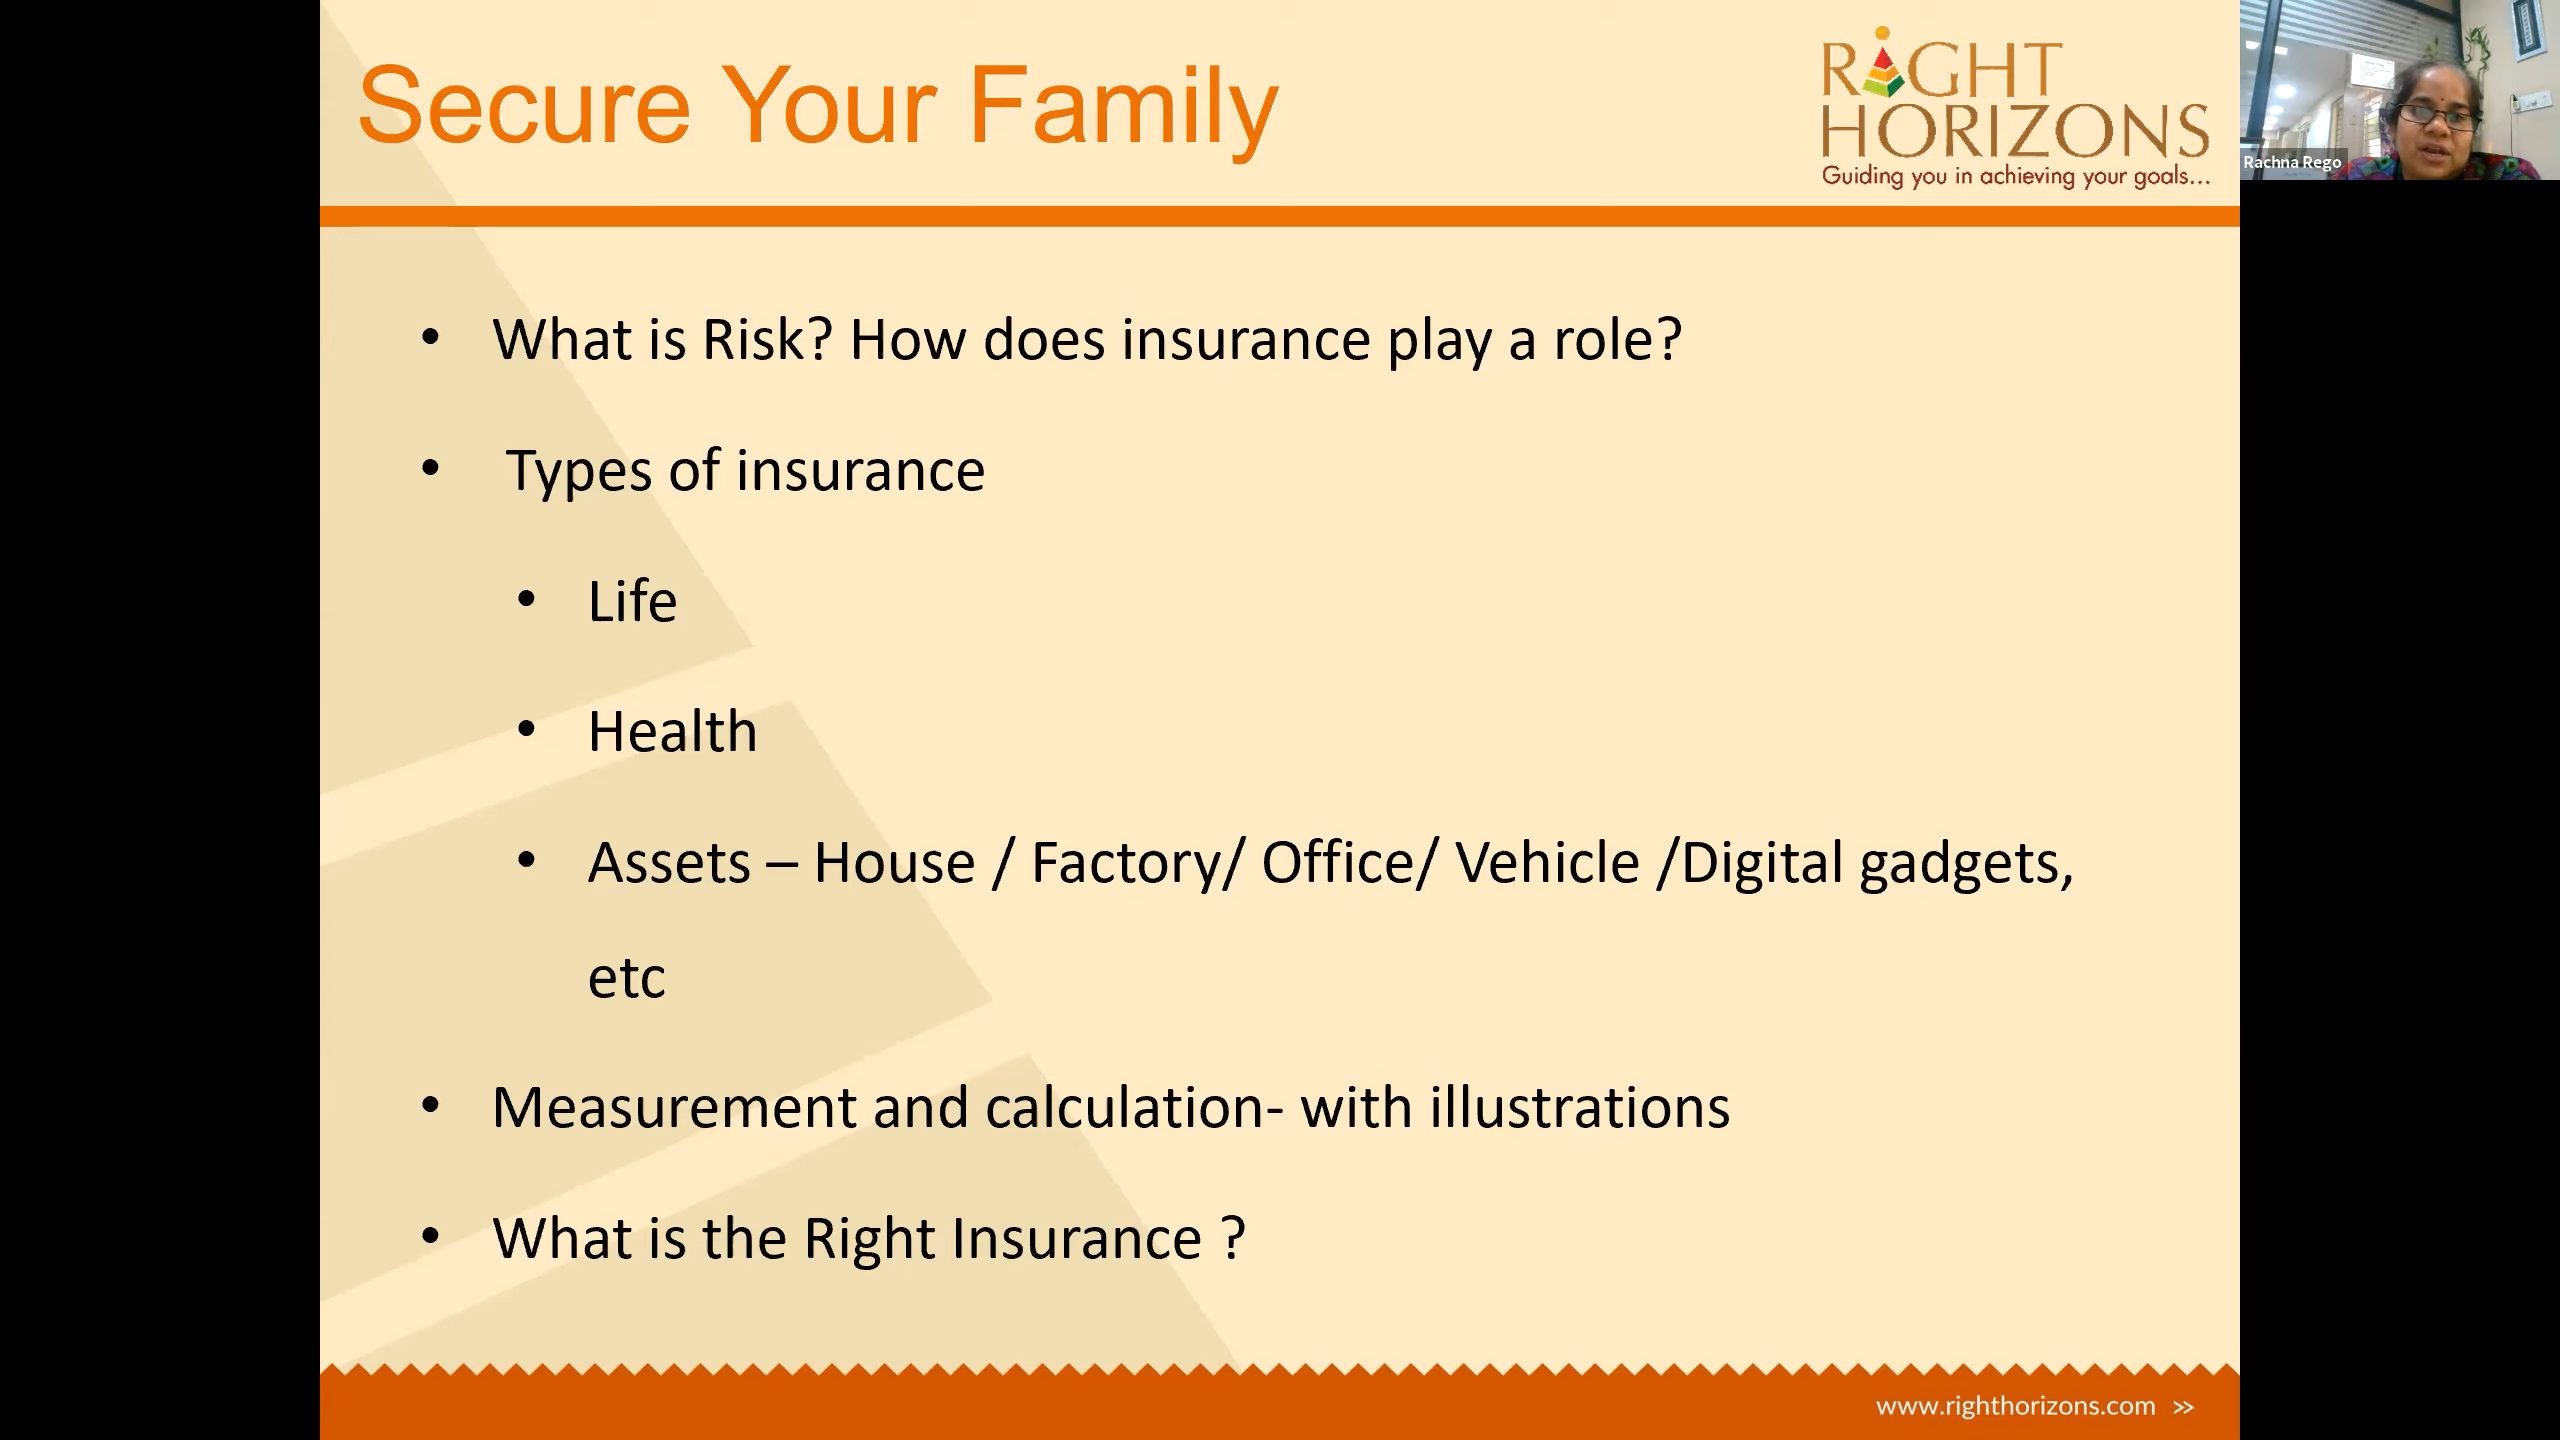 Secure Your Family
RIGHT
HORIZONS
Guiding you in achieving your goals...
Rachna Rego
• What is Risk? How does insurance play a role?
• Types of insurance
• Life
• Health
• Assets – House / Factory/ Office/ Vehicle /Digital gadgets,
etc
• Measurement and calculation- with illustrations
• What is the Right Insurance ?
www.righthorizons.com >>